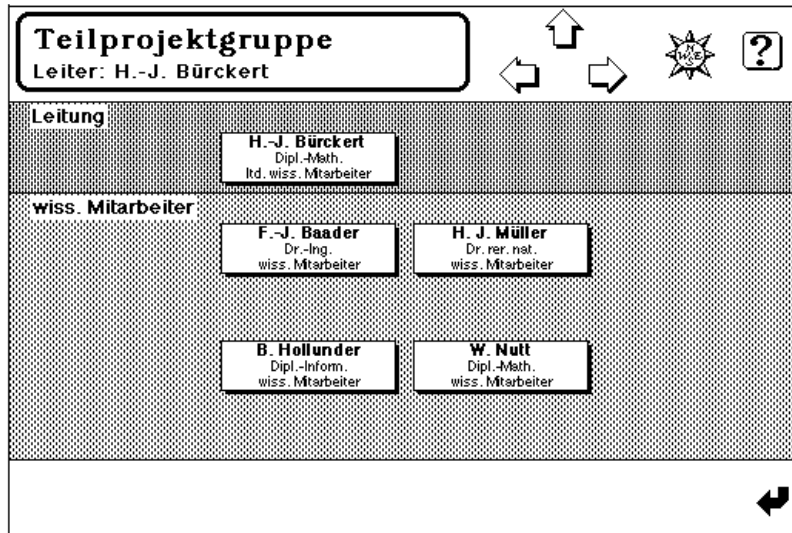 Teilprojektgruppe
Leiter: H.-J. Bürckert
N
W E
S
?
Leitung
H.-J. Bürckert
Dipl.-Math.
ltd. wiss. Mitarbeiter
wiss. Mitarbeiter
F.-J. Baader
Dr.-Ing.
wiss. Mitarbeiter
H. J. Müller
Dr. rer. nat.
wiss. Mitarbeiter
B. Hollunder
Dipl.-Inform.
wiss. Mitarbeiter
W. Nutt
Dipl.-Math.
wiss. Mitarbeiter